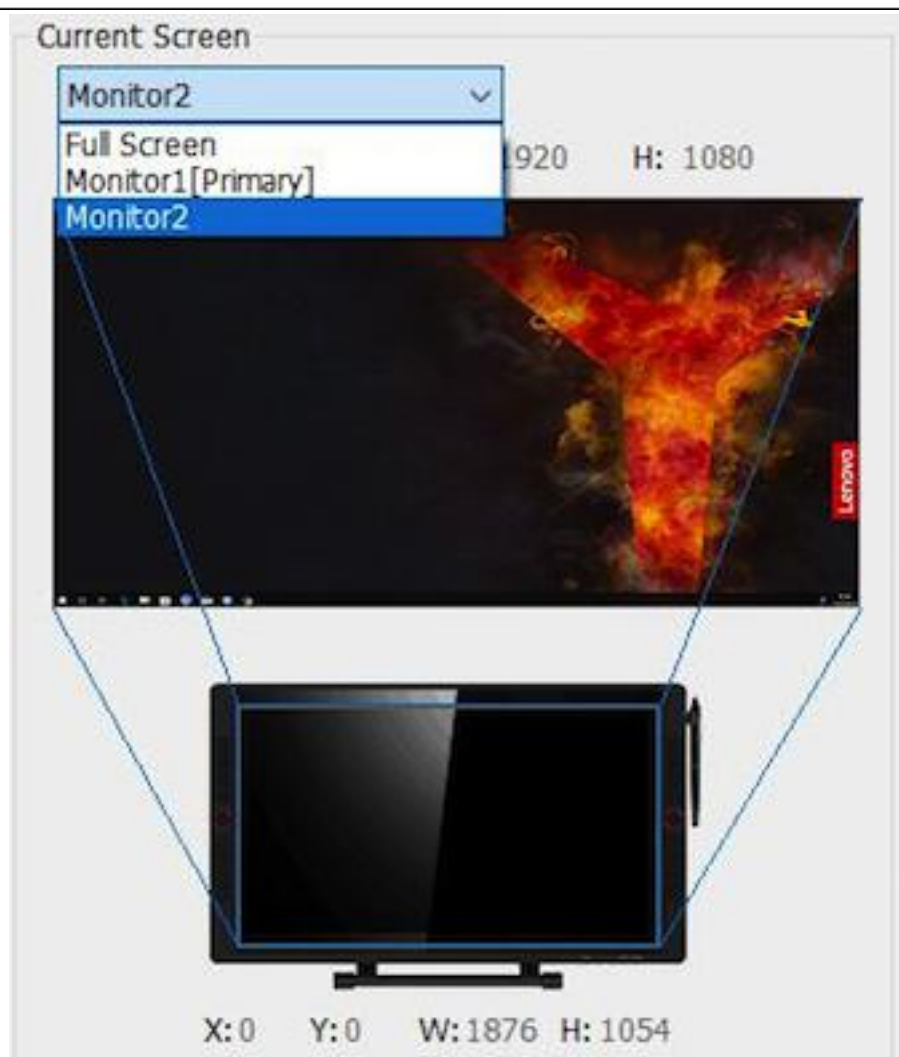 Current Screen
Monitor2
Full Screen
1920 H: 1080
Monitor1[Primary]
Monitor2
Lenovo
X: 0 Y: 0 W: 1876 H: 1054